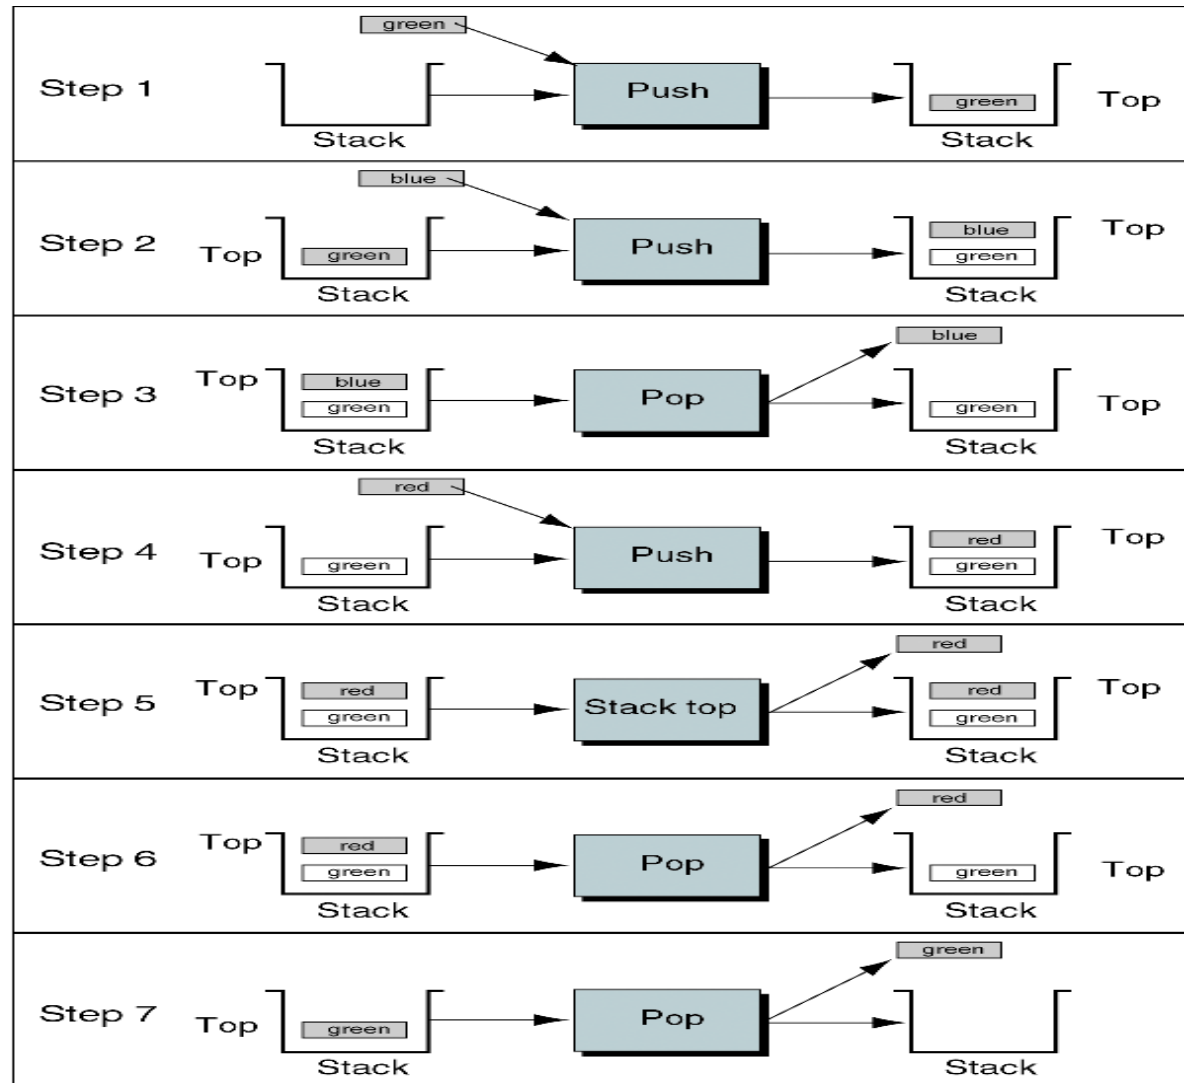 green
Step 1
Push
green
Top
Stack
Stack
blue
Step 2
Top
green
Push
blue
green
Top
Stack
Stack
blue
Step 3
Top
blue
green
Pop
green
Top
Stack
Stack
red
Step 4
Top
green
Push
red
green
Top
Stack
Stack
red
Step 5
Top
red
green
Stack top
red
green
Top
Stack
Stack
red
Step 6
Top
red
green
Pop
green
Top
Stack
Stack
green
Step 7
Top
green
Pop
Stack
Stack